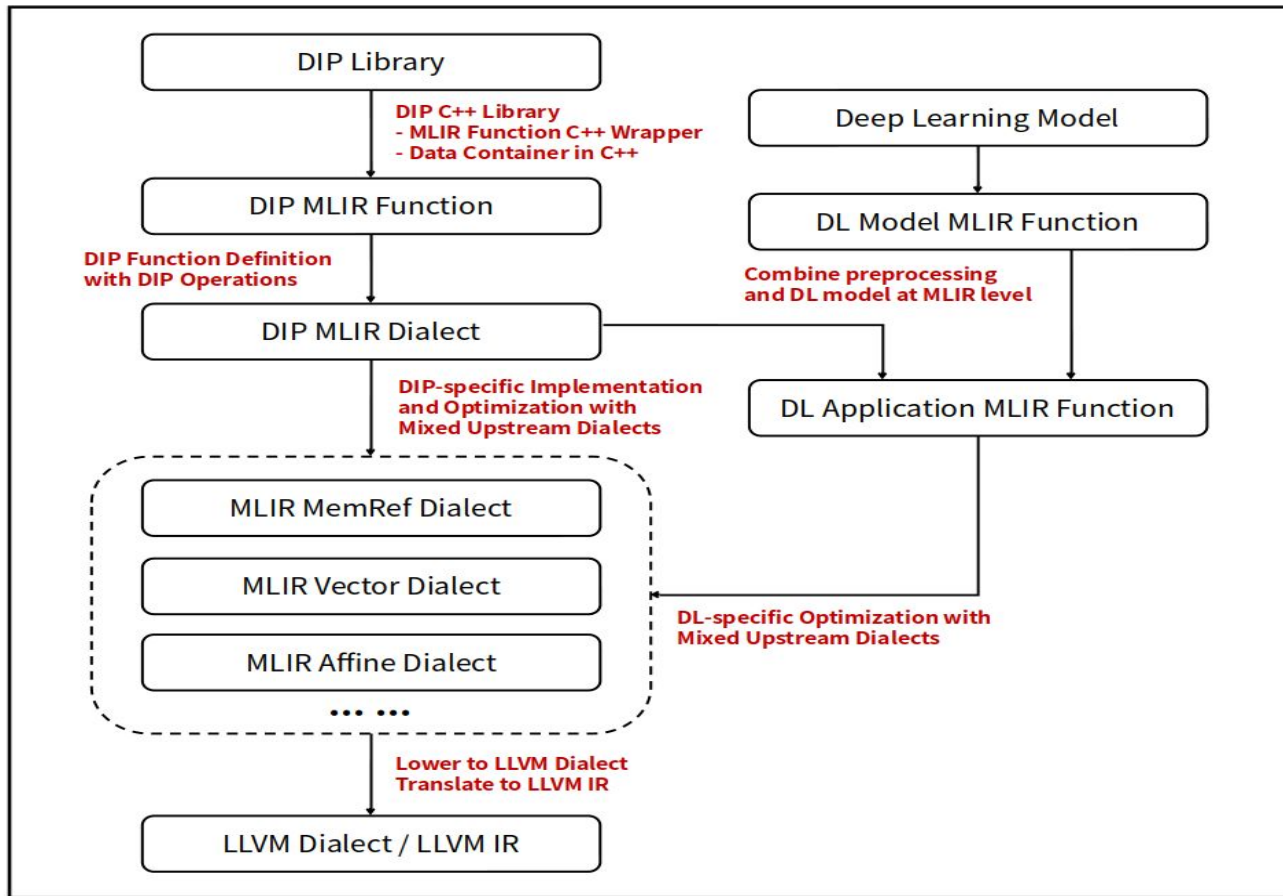 DIP Library
DIP C++ Library
- MLIR Function C++ Wrapper
- Data Container in C++
Deep Learning Model
DIP MLIR Function
DL Model MLIR Function
DIP Function Definition
with DIP Operations
Combine preprocessing
and DL model at MLIR level
DIP MLIR Dialect
DIP-specific Implementation
and Optimization with
Mixed Upstream Dialects
DL Application MLIR Function
MLIR MemRef Dialect
MLIR Vector Dialect
MLIR Affine Dialect
... ...
DL-specific Optimization with
Mixed Upstream Dialects
Lower to LLVM Dialect
Translate to LLVM IR
LLVM Dialect / LLVM IR